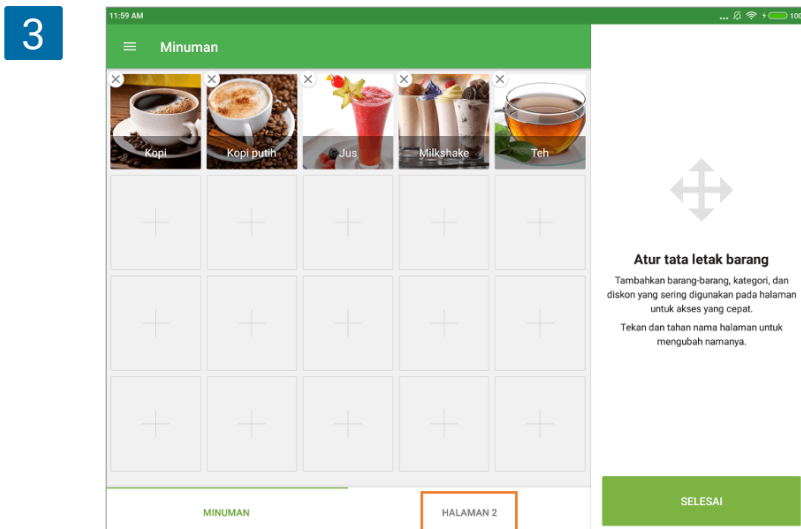 3
11:59 AM
... 100
Minuman
Kopi
Kopi putih
Jus
Milkshake
Teh
Atur tata letak barang
Tambahkan barang-barang, kategori, dan
diskon yang sering digunakan pada halaman
untuk akses yang cepat.
Tekan dan tahan nama halaman untuk
mengubah namanya.
MINUMAN
HALAMAN 2
SELESAI